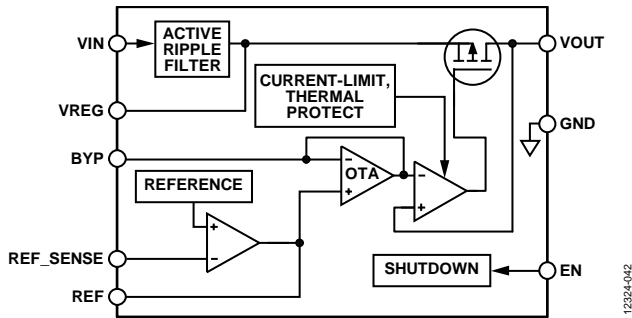 VIN
ACTIVE
RIPPLE
FILTER
VOUT
CURRENT-LIMIT,
THERMAL
PROTECT
VREG
GND
BYP
–
OTA
+
–
+
REFERENCE
+
–
REF_SENSE
SHUTDOWN
EN
REF
12324-042